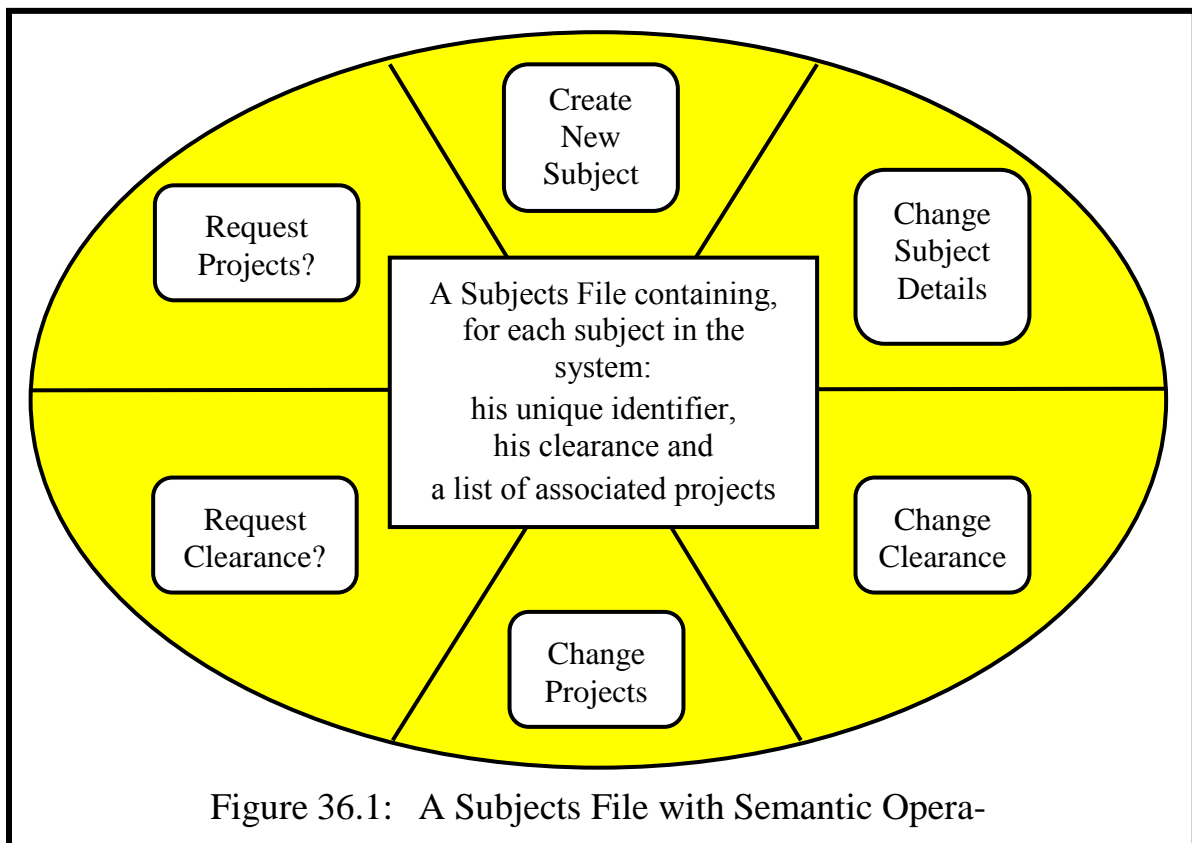 Create
New
Subject
Request
Projects?
Change
Subject
Details
A Subjects File containing,
for each subject in the
system:
his unique identifier,
his clearance and
a list of associated projects
Request
Clearance?
Change
Clearance
Change
Projects
Figure 36.1: A Subjects File with Semantic Opera-